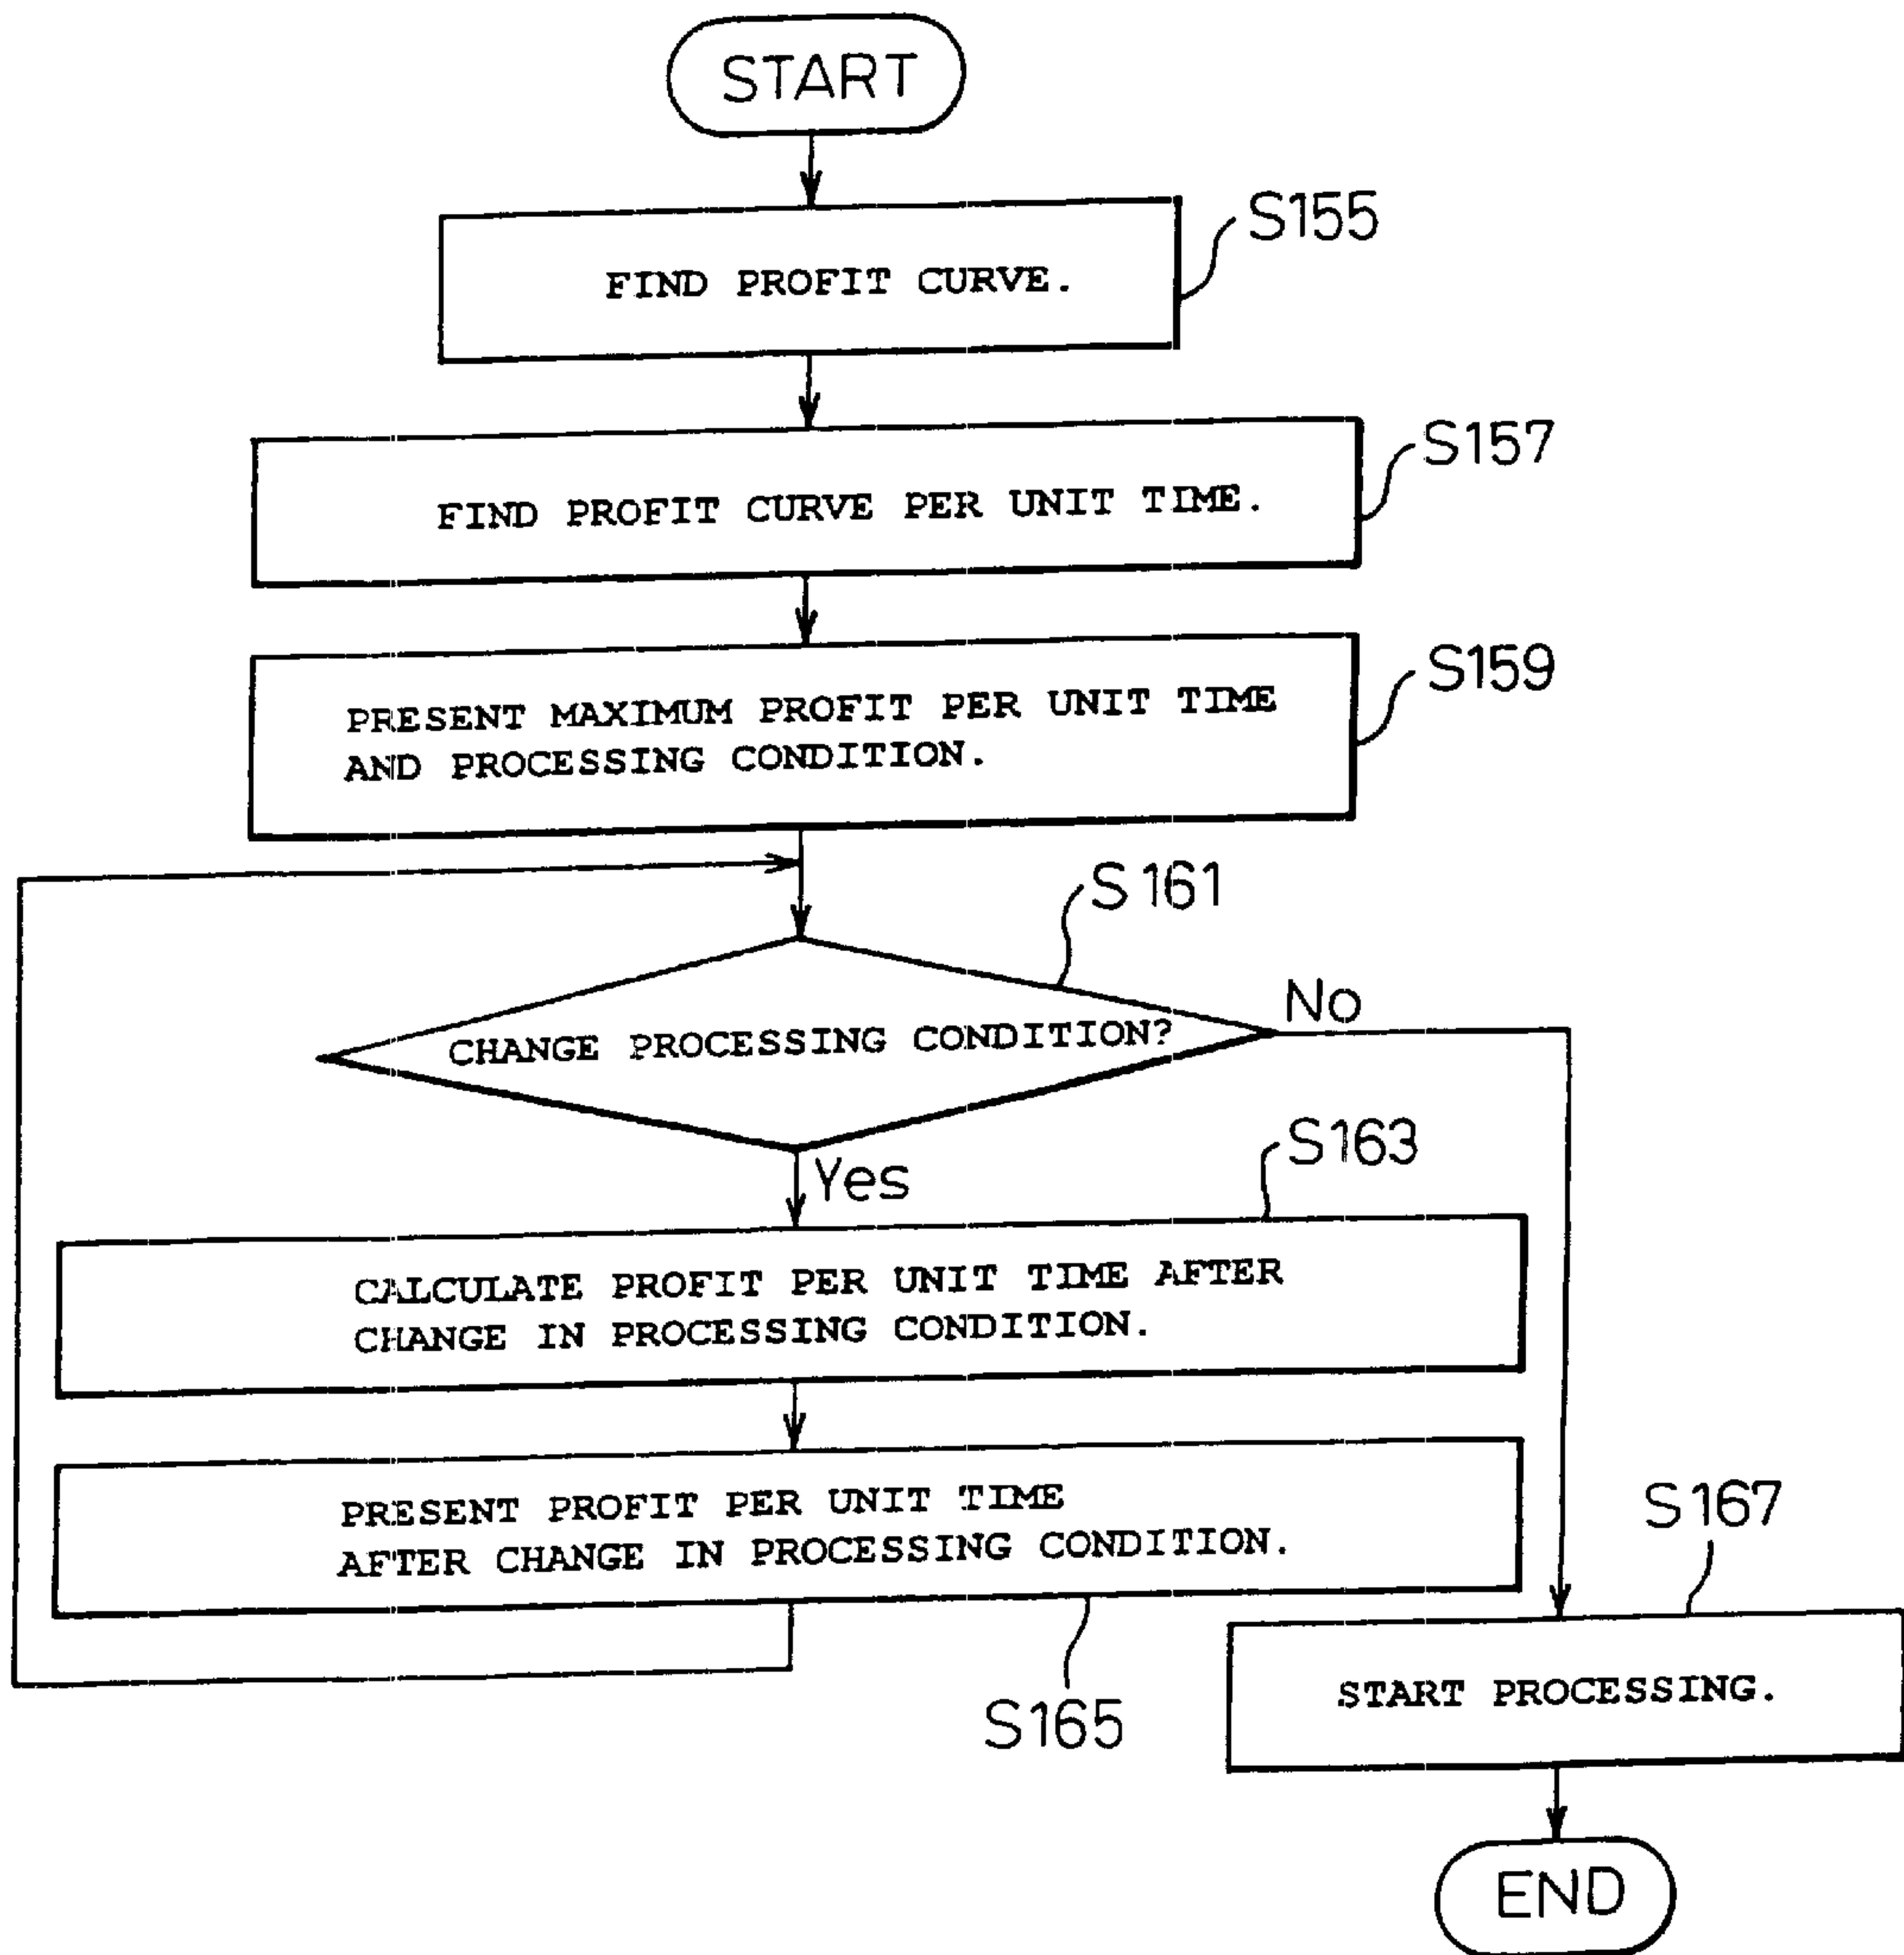 START
S155
FIND PROFIT CURVE.
S157
FIND PROFIT CURVE PER UNIT TIME.
S159
PRESENT MAXIMUM PROFIT PER UNIT TIME
AND PROCESSING CONDITION.
S161
CHANGE PROCESSING CONDITION?
No
Yes
S163
CALCULATE PROFIT PER UNIT TIME AFTER
CHANGE IN PROCESSING CONDITION.
PRESENT PROFIT PER UNIT TIME
AFTER CHANGE IN PROCESSING CONDITION.
S165
S167
START PROCESSING.
END